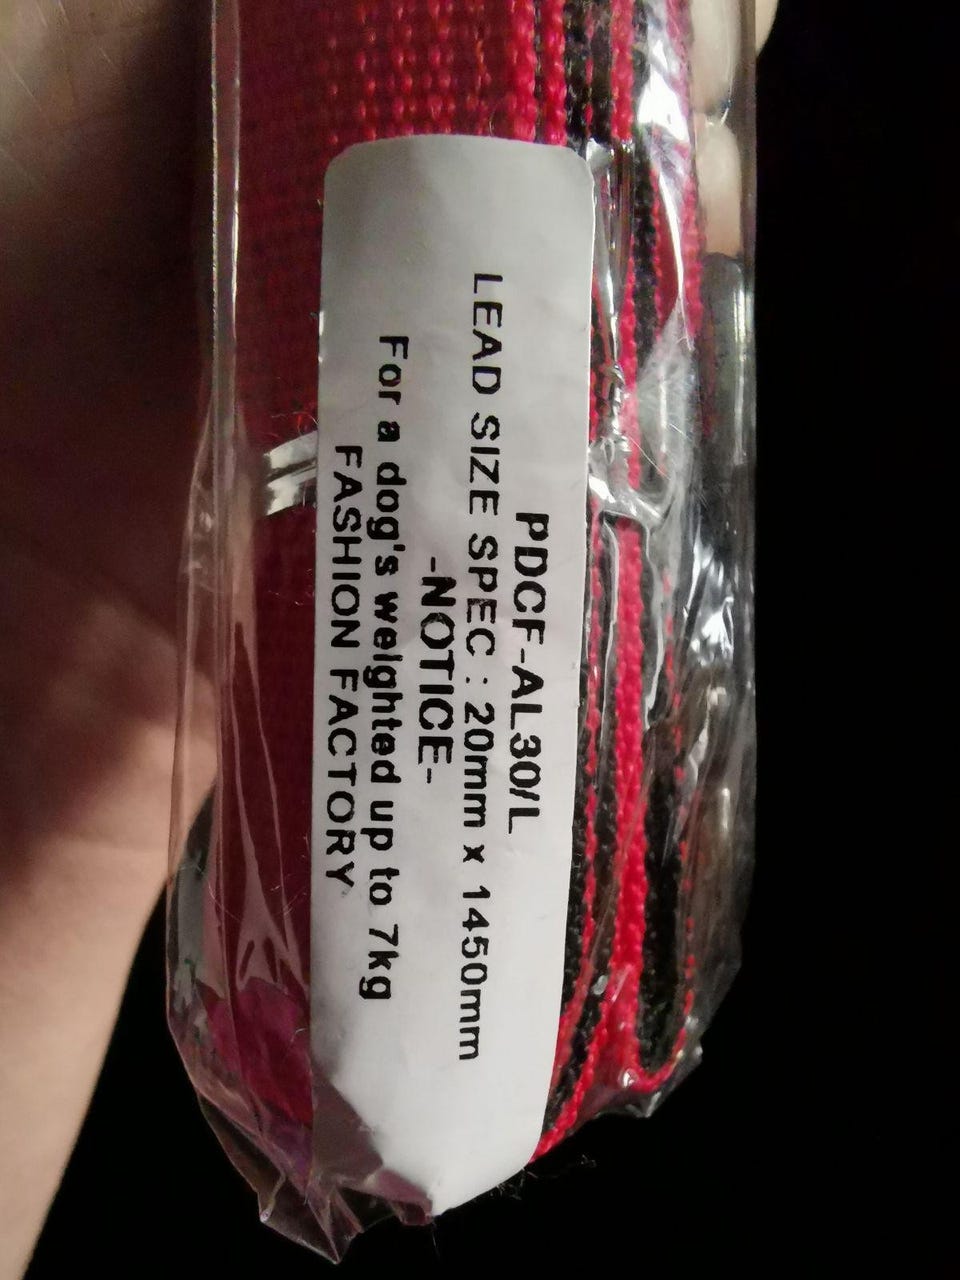 PDCF-AL30/L
LEAD SIZE SPEC : 20mm x 1450mm
-NOTICE-
For a dog's weighted up to 7kg
FASHION FACTORY